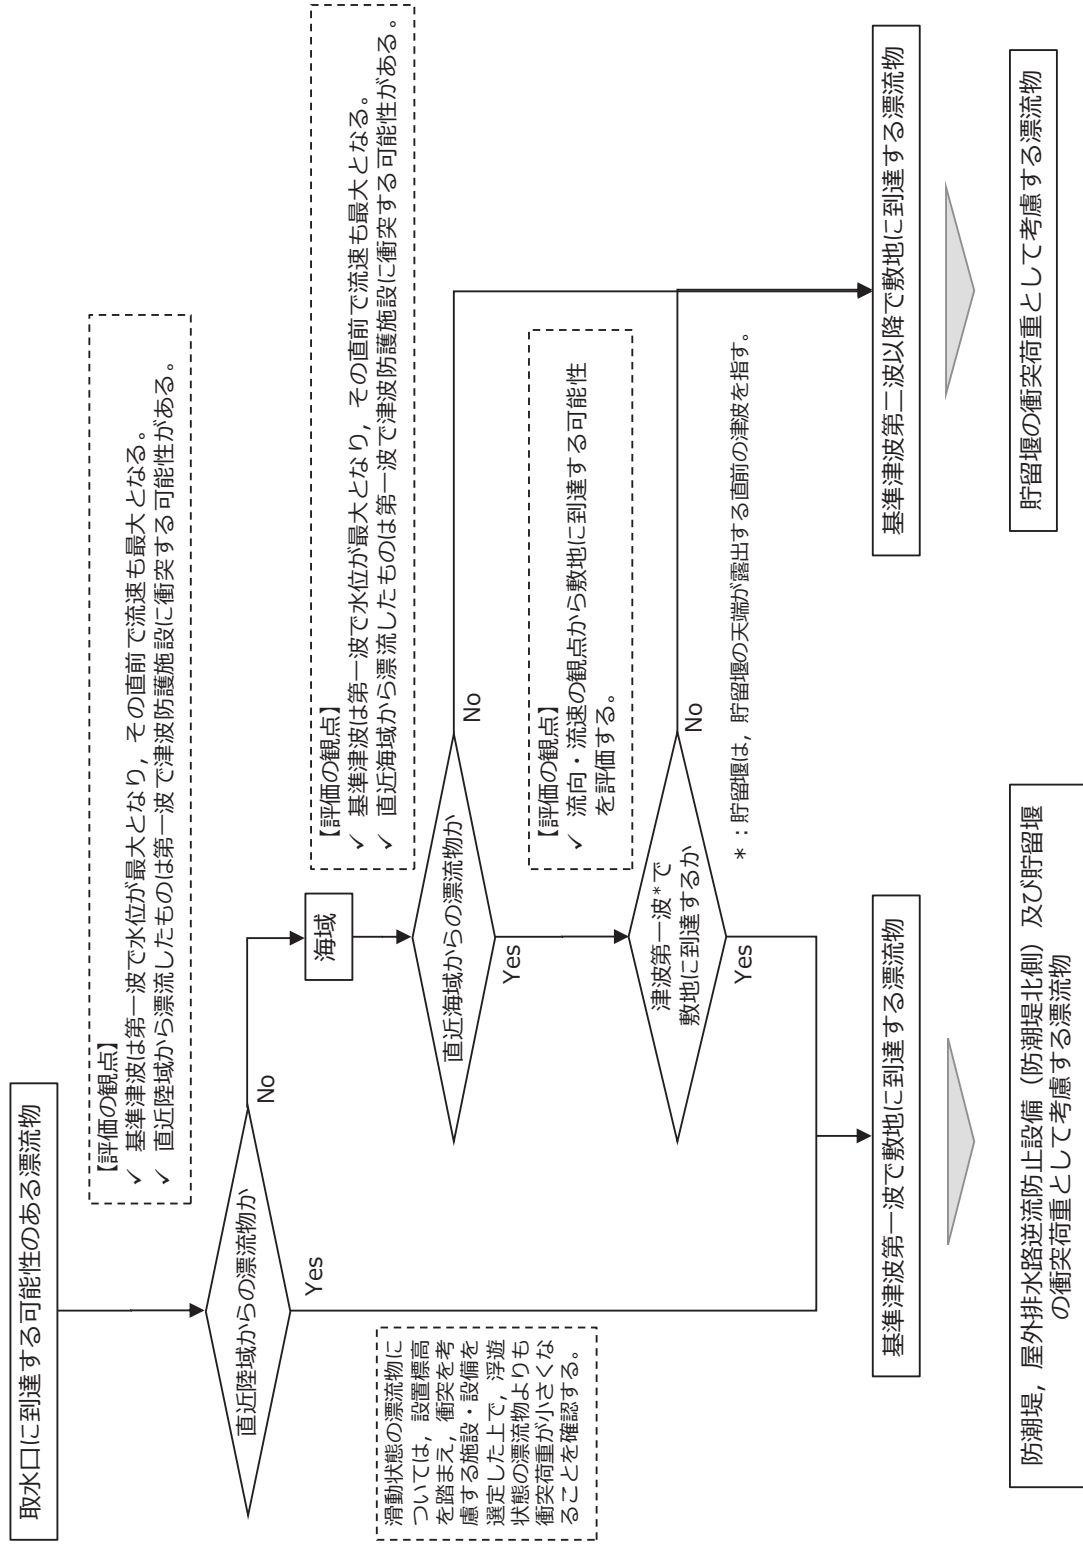 取水口に到達する可能性のある漂流物
【評価の観点】
✓ 基準津波は第一波で水位が最大となり，その直前で流速も最大となる。
✓ 直近陸域から漂流したものは第一波で津波防護施設に衝突する可能性がある。
直近陸域からの漂流物か
No
Yes
海域
【評価の観点】
✓ 基準津波は第一波で水位が最大となり，その直前で流速も最大となる。
✓ 直近海域から漂流したものは第一波で津波防護施設に衝突する可能性がある。
滑動状態の漂流物に
ついては，設置標高
を踏まえ，衝突を考
慮する施設・設備を
選定した上で，浮遊
状態の漂流物よりも
衝突荷重が小さくな
ることを確認する。
直近海域からの漂流物か
No
Yes
【評価の観点】
✓ 流向・流速の観点から敷地に到達する可能性
を評価する。
津波第一波*で
敷地に到達するか
No
Yes
*：貯留堰は，貯留堰の天端が露出する直前の津波を指す。
基準津波第一波で敷地に到達する漂流物
基準津波第二波以降で敷地に到達する漂流物
防潮堤，屋外排水路逆流防止設備（防潮堤北側）及び貯留堰
の衝突荷重として考慮する漂流物
貯留堰の衝突荷重として考慮する漂流物